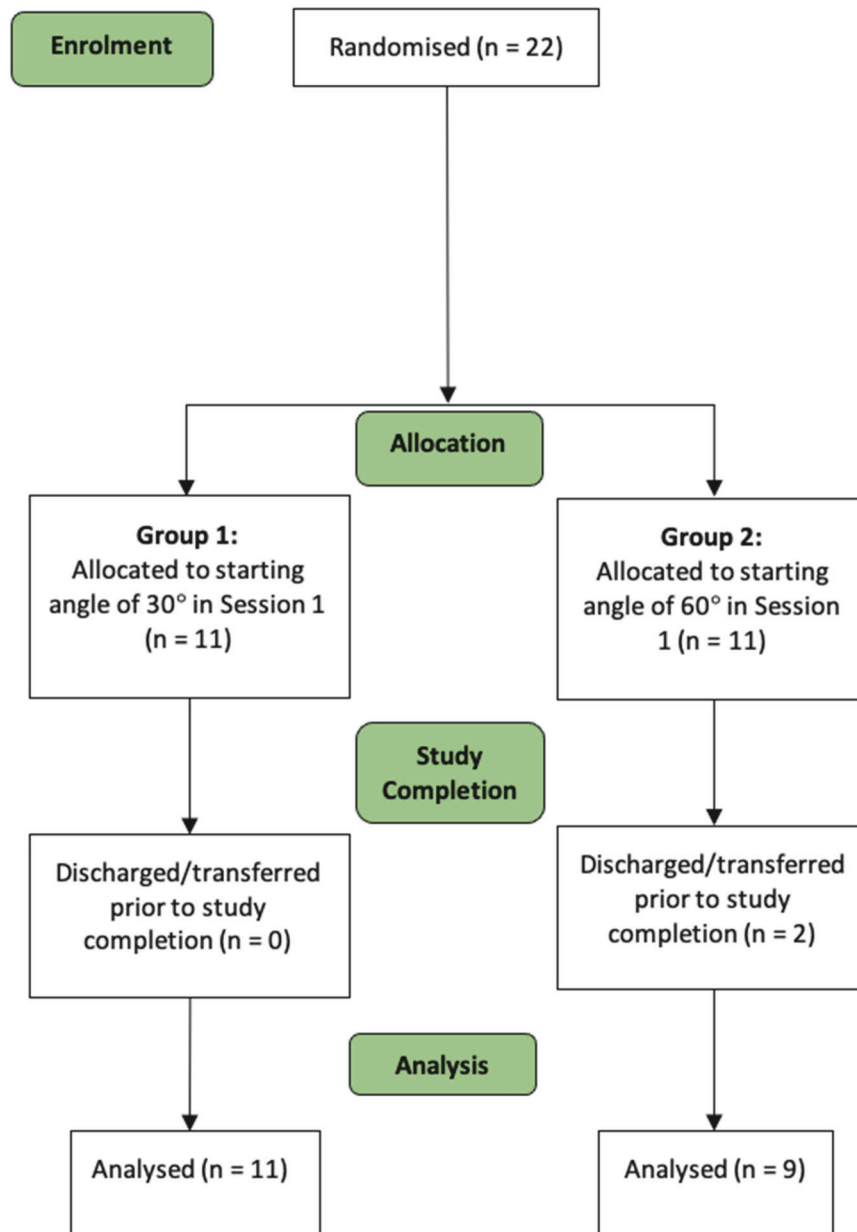 Enrolment
Randomised (n = 22)
Allocation
Group 1:
Allocated to starting
angle of 30° in Session 1
(n = 11)
Group 2:
Allocated to starting
angle of 60° in Session
1 (n = 11)
Study
Completion
Discharged/transferred
prior to study
completion (n = 0)
Discharged/transferred
prior to study
completion (n = 2)
Analysis
Analysed (n = 11)
Analysed (n = 9)